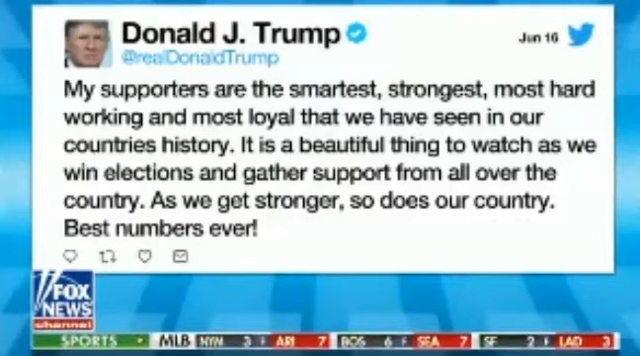 Donald J. Trump
Jun 16
@realDonaldTrump
My supporters are the smartest, strongest, most hard
working and most loyal that we have seen in our
countries history. It is a beautiful thing to watch as we
win elections and gather support from all over the
country. As we get stronger, so does our country.
Best numbers ever!
FOX
NEWS
channel
SPORTS MLB NYM 3 F ARI 7 BOS 6 F SEA 7 SF 2 F LAD 3